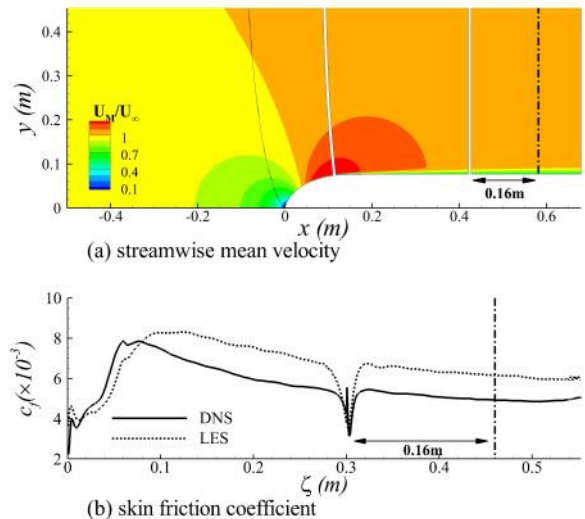 0.4
0.3
y (m)
0.2
0.1
0
U_M/U_∞
1
0.7
0.4
0.1
0.16m
-0.4 -0.2 0 0.2 0.4 0.6
x (m)
(a) streamwise mean velocity
10
8
c_f(×10⁻³)
6
4
2
DNS
LES
0.16m
0 0.1 0.2 0.3 0.4 0.5
ζ (m)
(b) skin friction coefficient